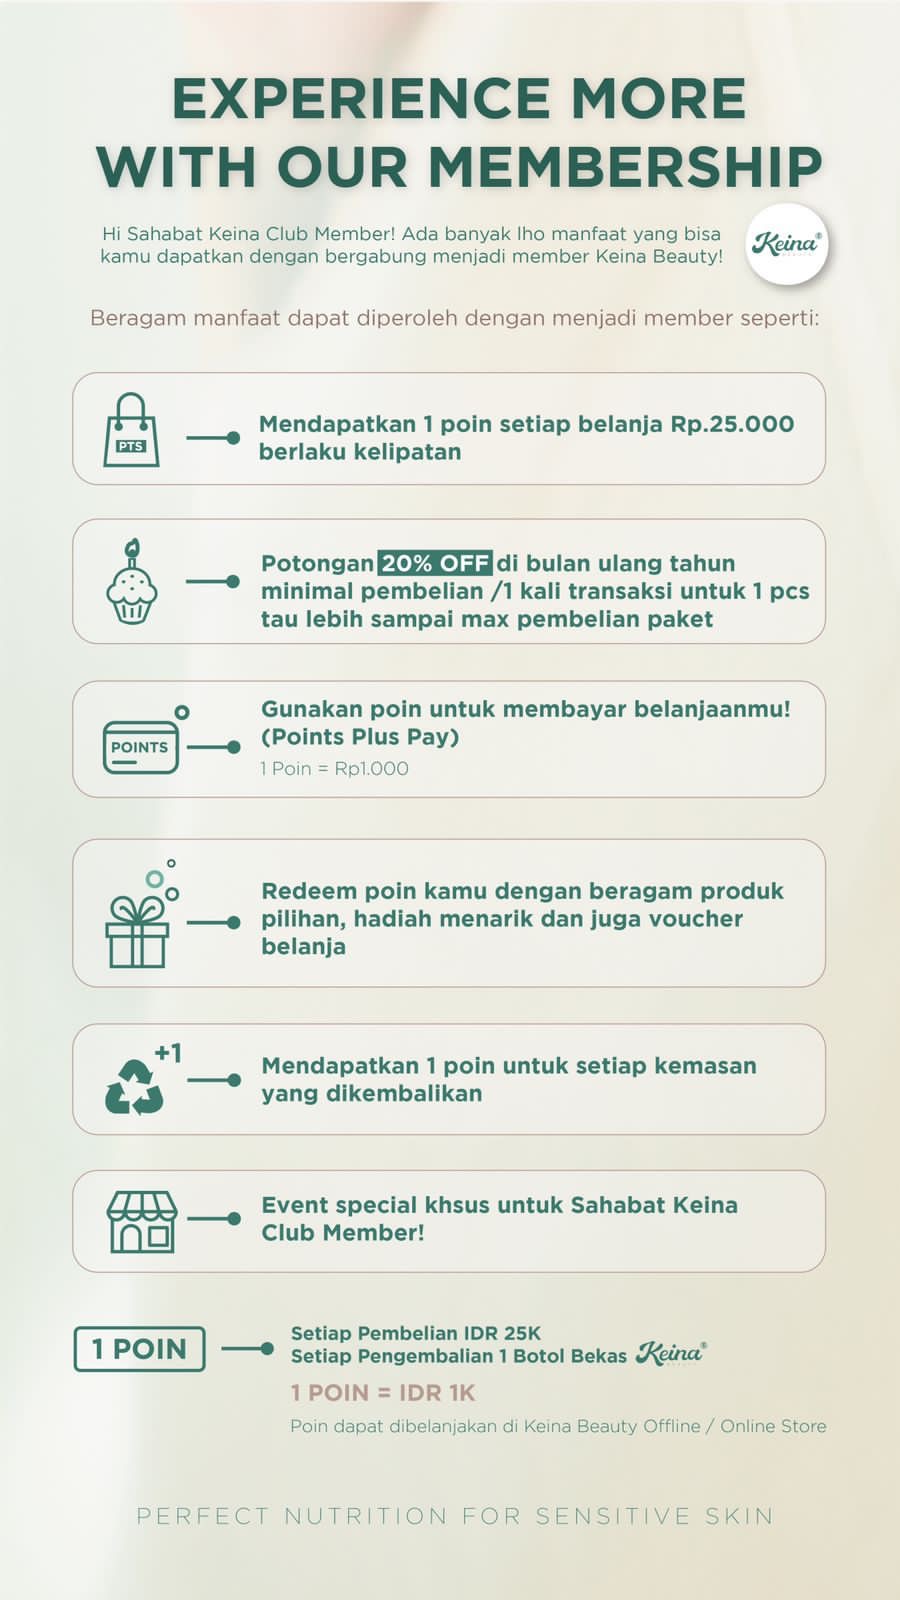 EXPERIENCE MORE
WITH OUR MEMBERSHIP
Hi Sahabat Keina Club Member! Ada banyak lho manfaat yang bisa
kamu dapatkan dengan bergabung menjadi member Keina Beauty!
Keina®
Beragam manfaat dapat diperoleh dengan menjadi member seperti:
PTS
Mendapatkan 1 poin setiap belanja Rp.25.000
berlaku kelipatan
Potongan 20% OFF di bulan ulang tahun
minimal pembelian /1 kali transaksi untuk 1 pcs
tau lebih sampai max pembelian paket
POINTS
Gunakan poin untuk membayar belanjaanmu!
(Points Plus Pay)
1 Poin = Rp1.000
Redeem poin kamu dengan beragam produk
pilihan, hadiah menarik dan juga voucher
belanja
+1
Mendapatkan 1 poin untuk setiap kemasan
yang dikembalikan
Event special khsus untuk Sahabat Keina
Club Member!
1 POIN
Setiap Pembelian IDR 25K
Setiap Pengembalian 1 Botol Bekas Keina®
1 POIN = IDR 1K
Poin dapat dibelanjakan di Keina Beauty Offline / Online Store
PERFECT NUTRITION FOR SENSITIVE SKIN